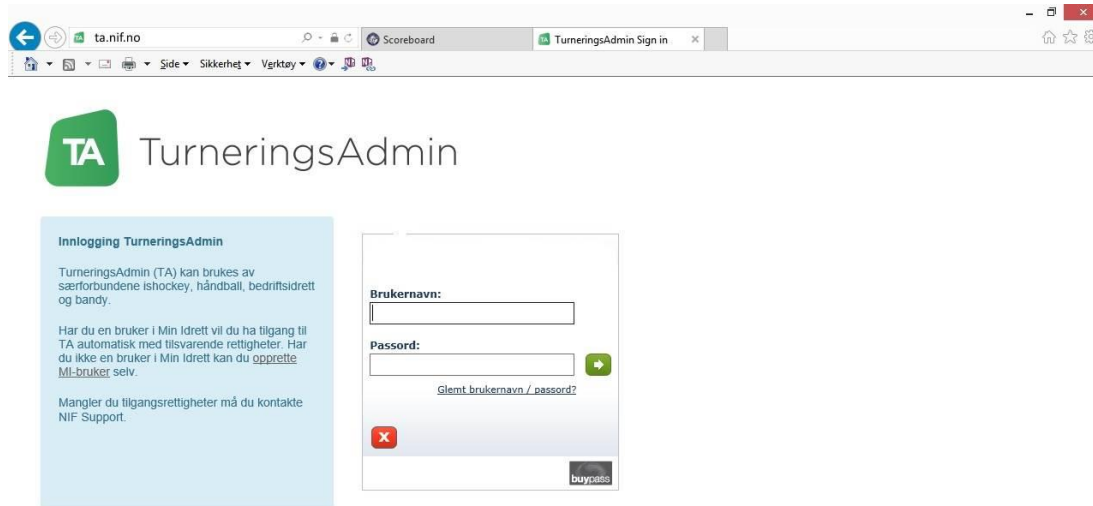 ta.nif.no
Scoreboard
TurneringsAdmin Sign in
Side Sikkerhet Verktøy
TA
TurneringsAdmin
Innlogging TurneringsAdmin
TurneringsAdmin (TA) kan brukes av
særforbundene ishockey, håndball, bedriftsidrett
og bandy.
Har du en bruker i Min Idrett vil du ha tilgang til
TA automatisk med tilsvarende rettigheter. Har
du ikke en bruker i Min Idrett kan du opprette
MI-bruker selv.
Mangler du tilgangsrettigheter må du kontakte
NIF Support.
Brukernavn:
Passord:
Glemt brukernavn / passord?
buypass